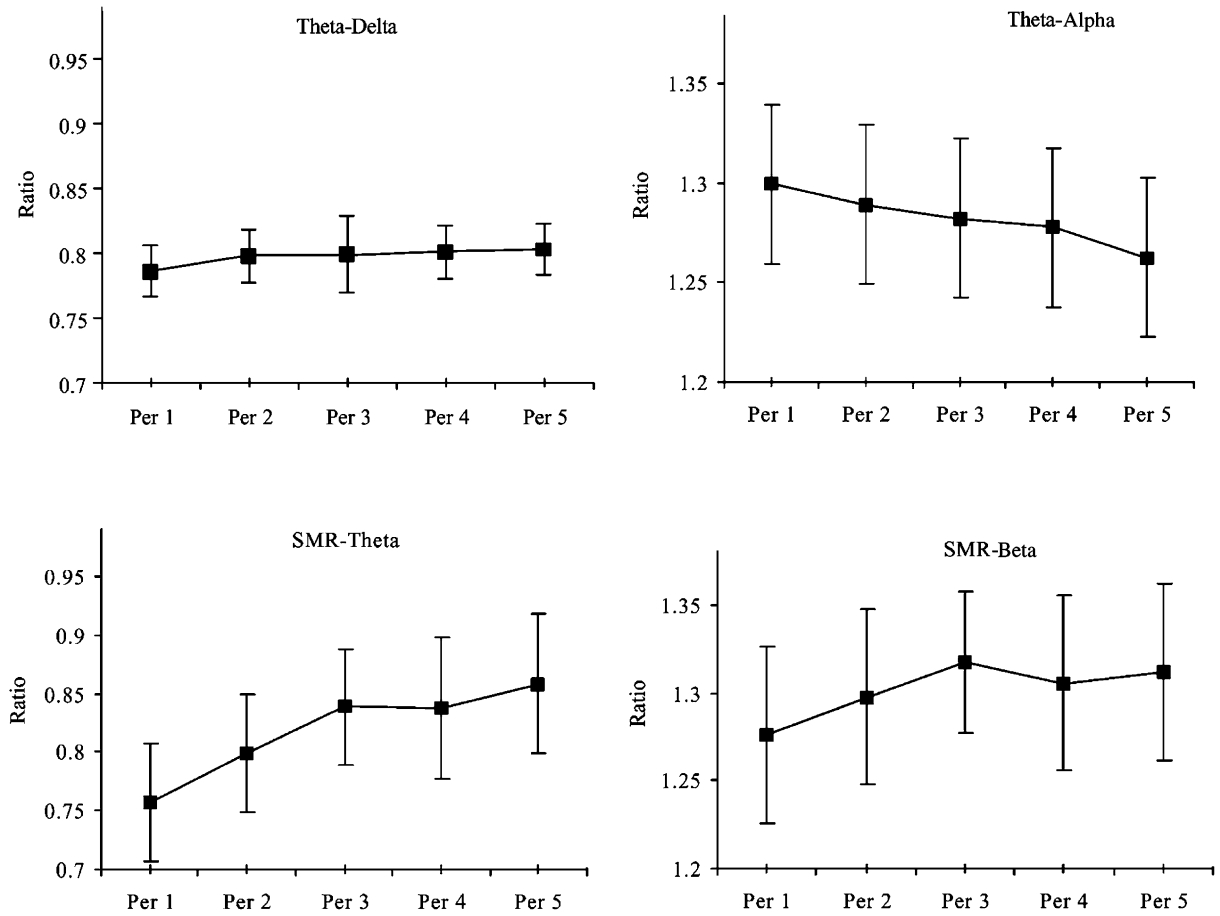 Theta-Delta
0.95
0.9
0.85
0.8
0.75
0.7
Ratio
Per 1 Per 2 Per 3 Per 4 Per 5
Theta-Alpha
1.35
1.3
1.25
1.2
Ratio
Per 1 Per 2 Per 3 Per 4 Per 5
SMR-Theta
0.95
0.9
0.85
0.8
0.75
0.7
Ratio
Per 1 Per 2 Per 3 Per 4 Per 5
SMR-Beta
1.35
1.3
1.25
1.2
Ratio
Per 1 Per 2 Per 3 Per 4 Per 5